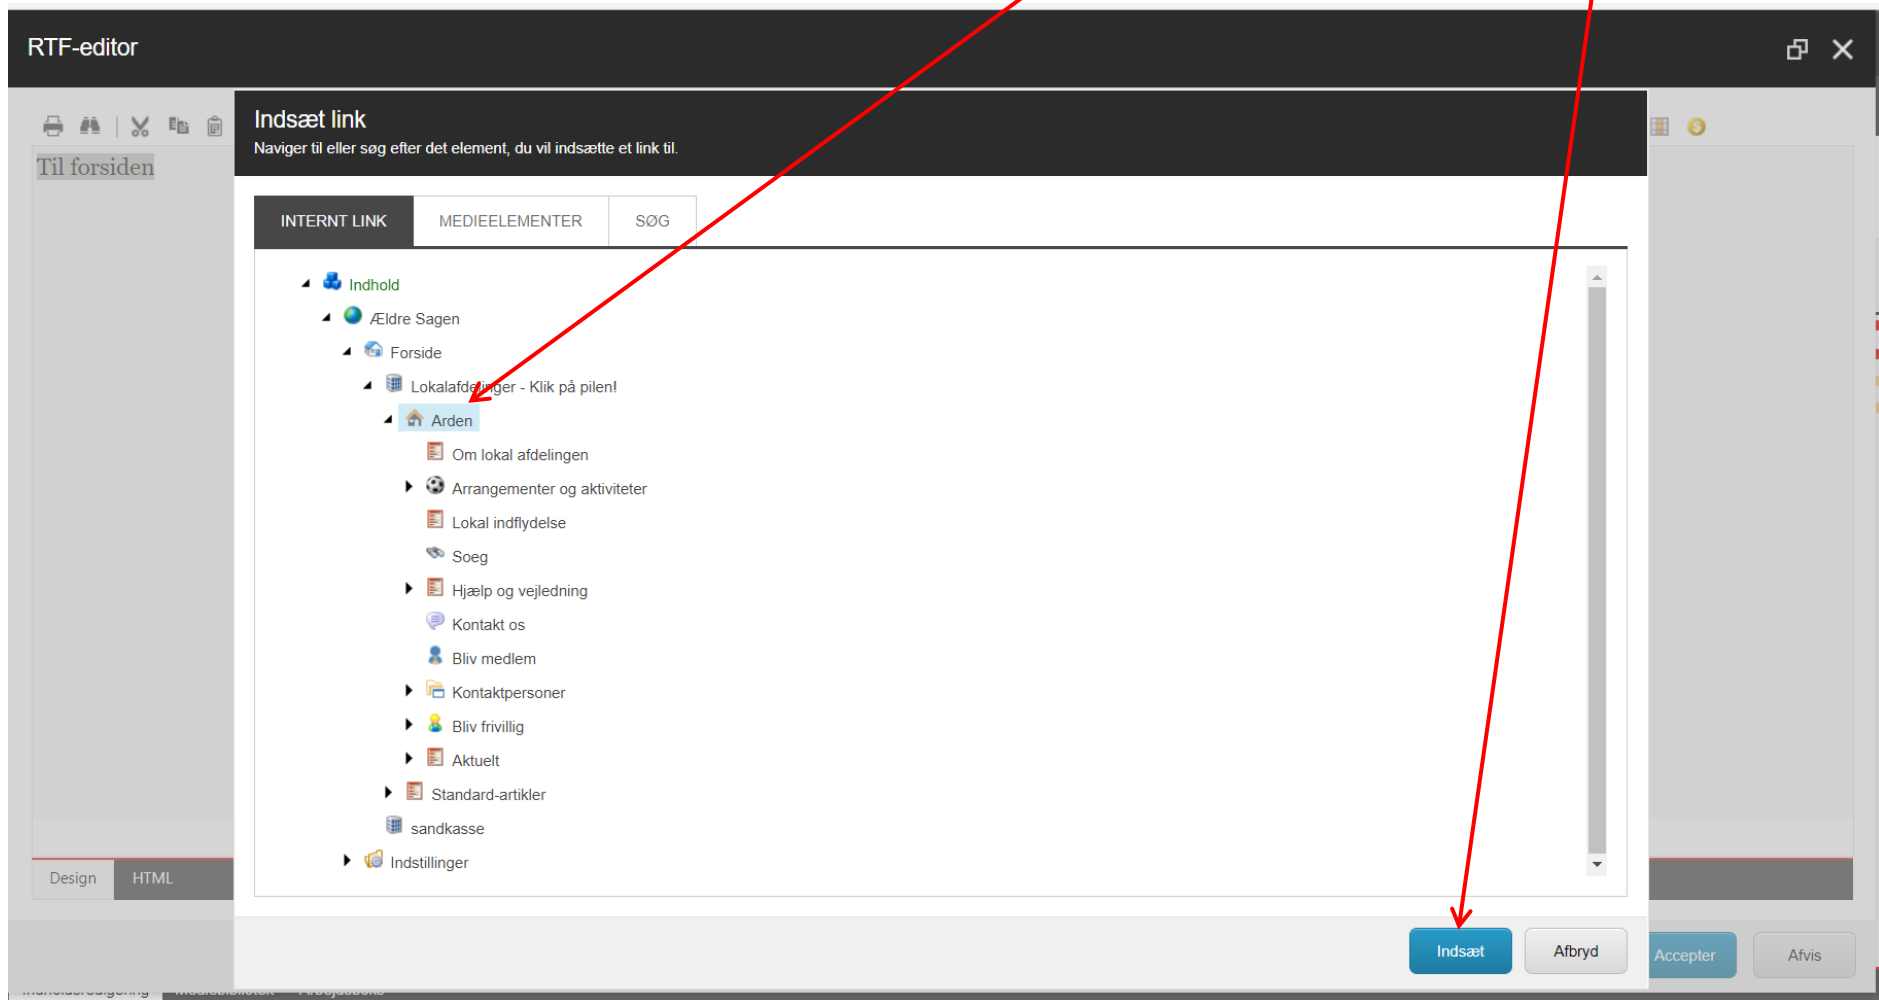 RTF-editor
Indsæt link
Naviger til eller søg efter det element, du vil indsætte et link til.
Til forsiden
INTERNT LINK MEDIEELEMENTER SØG
Indhold
Ældre Sagen
Forside
Lokalafdelinger - Klik på pilen!
Arden
Om lokal afdelingen
Arrangementer og aktiviteter
Lokal indflydelse
Soeg
Hjælp og vejledning
Kontakt os
Bliv medlem
Kontaktpersoner
Bliv frivillig
Aktuelt
Standard-artikler
sandkasse
Indstillinger
Design HTML
Indsæt Afbryd Accepter Afvis